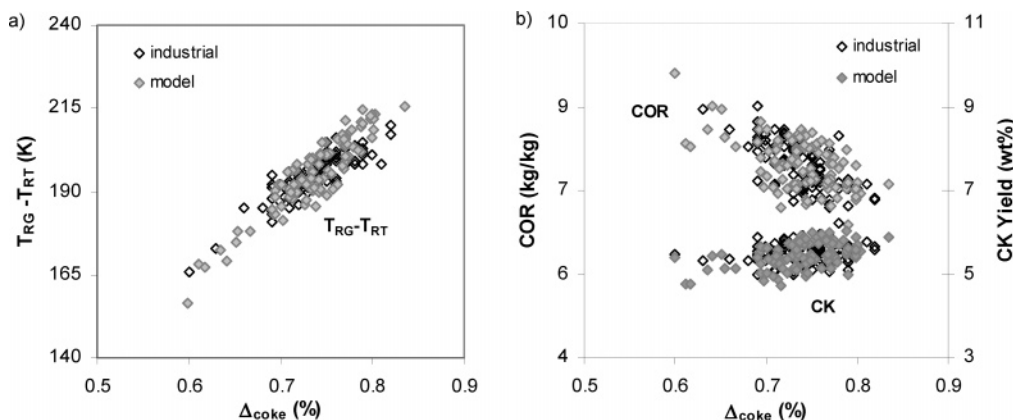 a)
240
215
190
165
140
T_RG -T_RT (K)
industrial
model
T_RG-T_RT
0.5 0.6 0.7 0.8 0.9
Δ_coke (%)
b)
10
9
7
6
4
COR (kg/kg)
industrial
model
COR
CK
11
9
7
5
3
CK Yield (wt%)
0.5 0.6 0.7 0.8 0.9
Δ_coke (%)